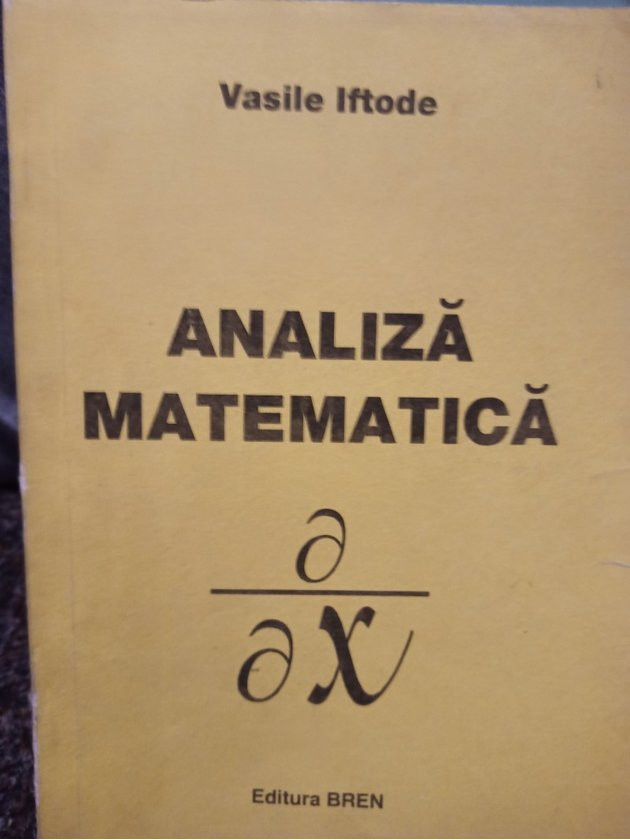 Vasile Iftode
ANALIZĂ
MATEMATICĂ
∂
∂x
Editura BREN